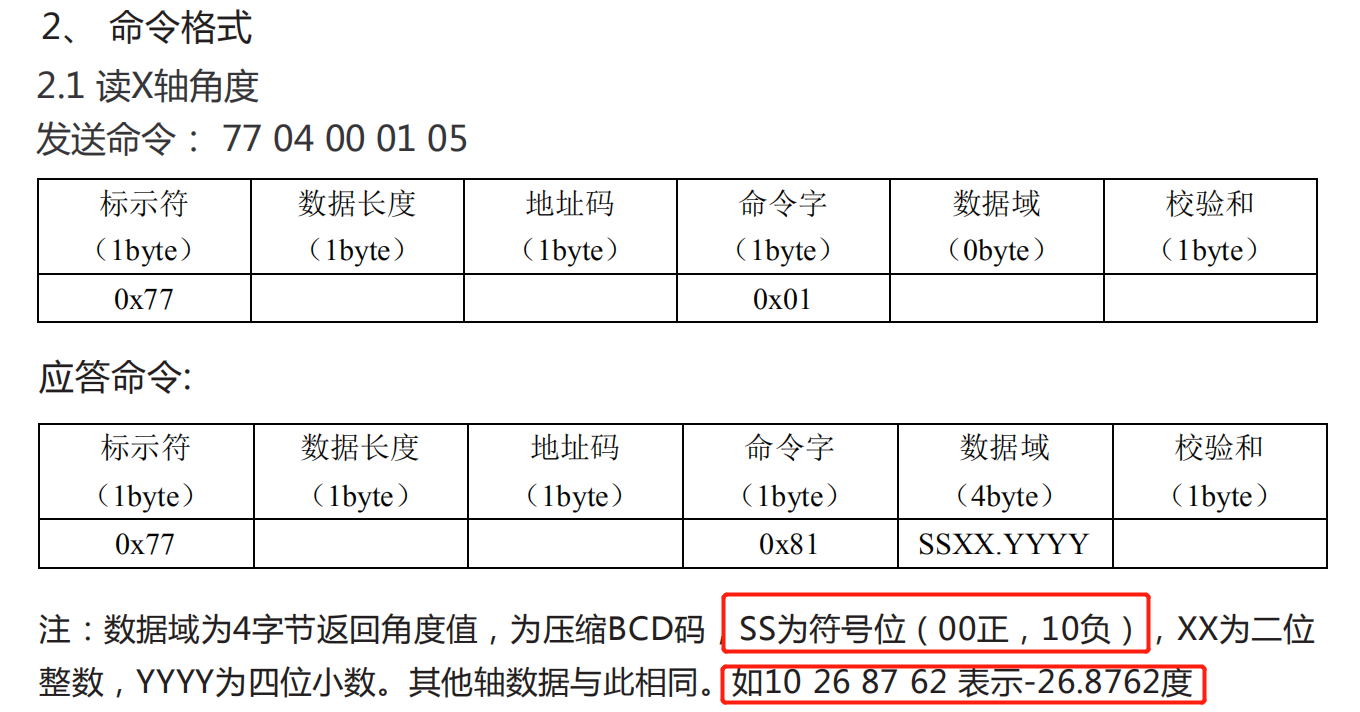 2、 命令格式
2.1 读X轴角度
发送命令： 77 04 00 01 05
标示符 数据长度 地址码 命令字 数据域 校验和
（1byte） （1byte） （1byte） （1byte） （0byte） （1byte）
0x77 0x01
应答命令:
标示符 数据长度 地址码 命令字 数据域 校验和
（1byte） （1byte） （1byte） （1byte） （4byte） （1byte）
0x77 0x81 SSXX.YYYY
注：数据域为4字节返回角度值，为压缩BCD码，SS为符号位（00正，10负），XX为二位
整数，YYYY为四位小数。其他轴数据与此相同。如10 26 87 62 表示-26.8762度